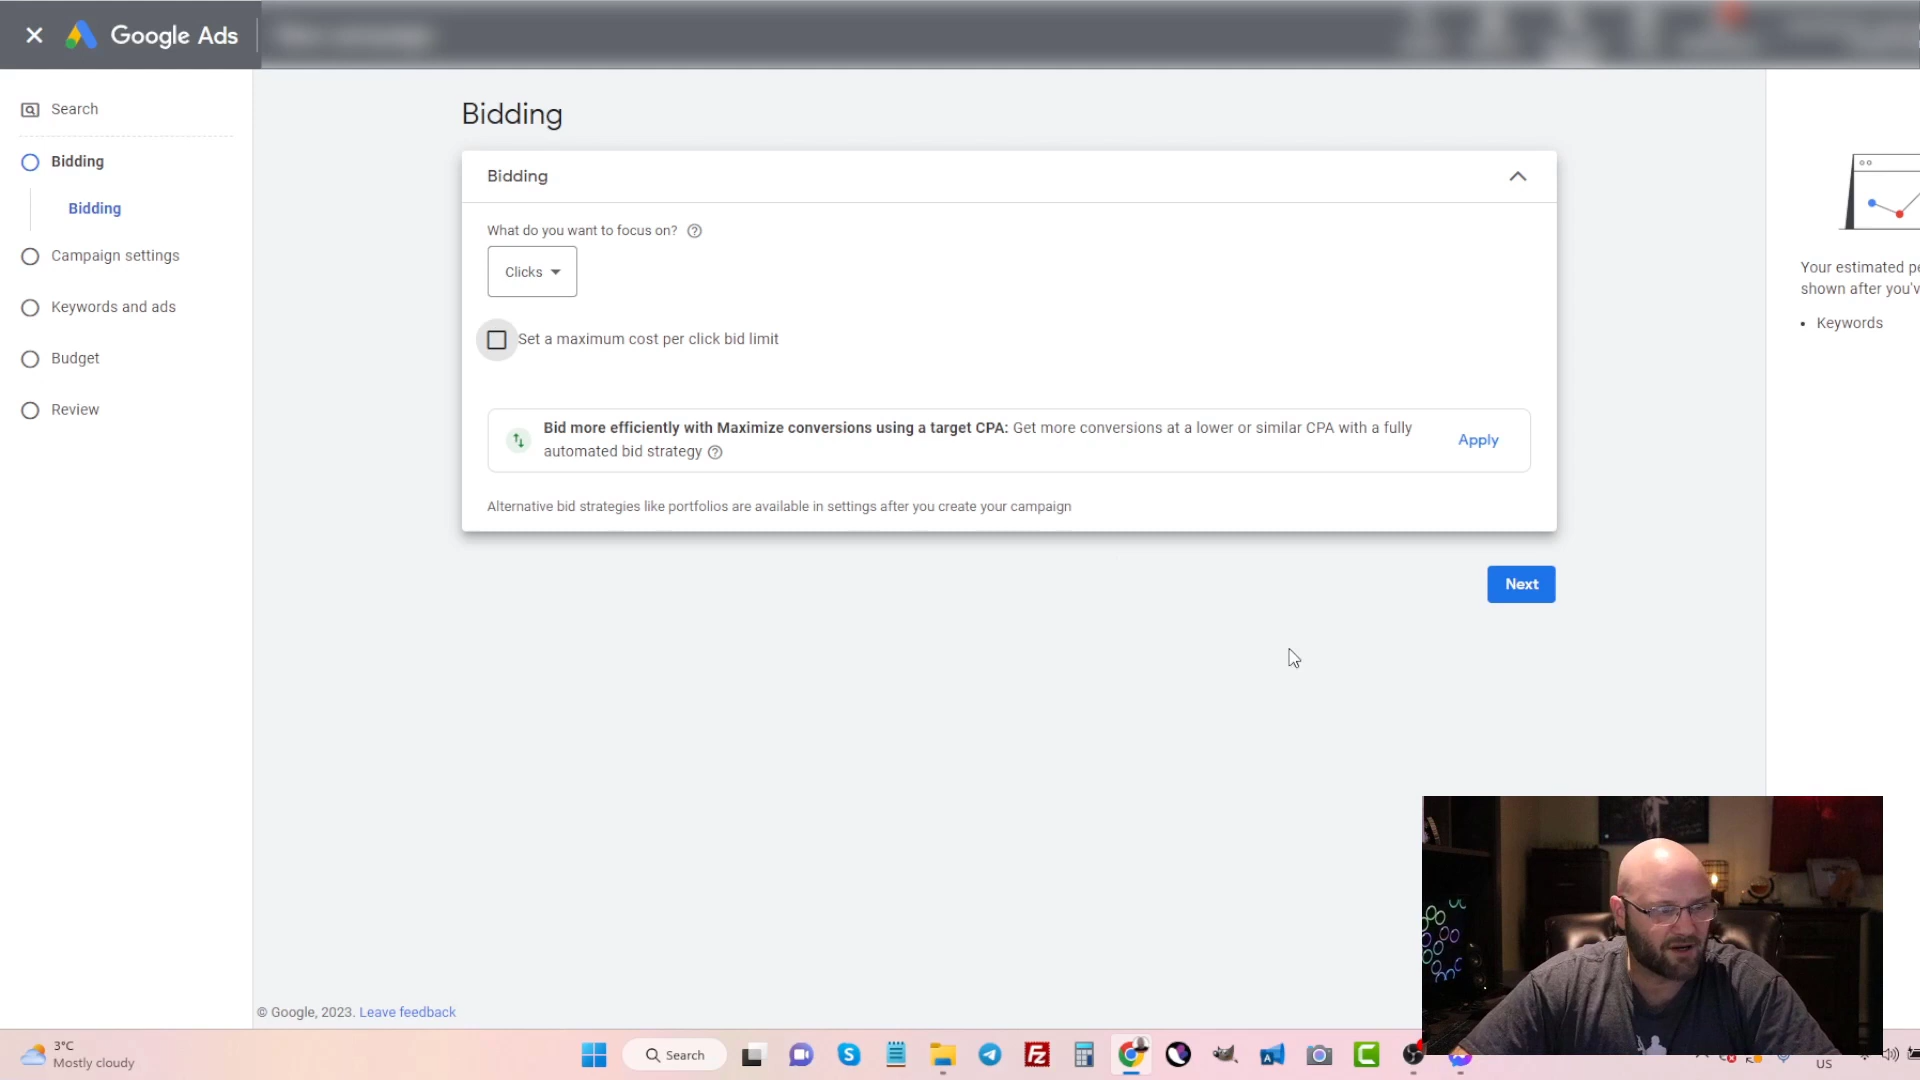 Google Ads
Search
Bidding
Bidding
Campaign settings
Keywords and ads
Budget
Review
Bidding
Bidding
What do you want to focus on?
Clicks
Set a maximum cost per click bid limit
Bid more efficiently with Maximize conversions using a target CPA: Get more conversions at a lower or similar CPA with a fully
automated bid strategy
Apply
Alternative bid strategies like portfolios are available in settings after you create your campaign
Next
Your estimated
shown after you'v
• Keywords
© Google, 2023. Leave feedback
3°C
Mostly cloudy
Search
US